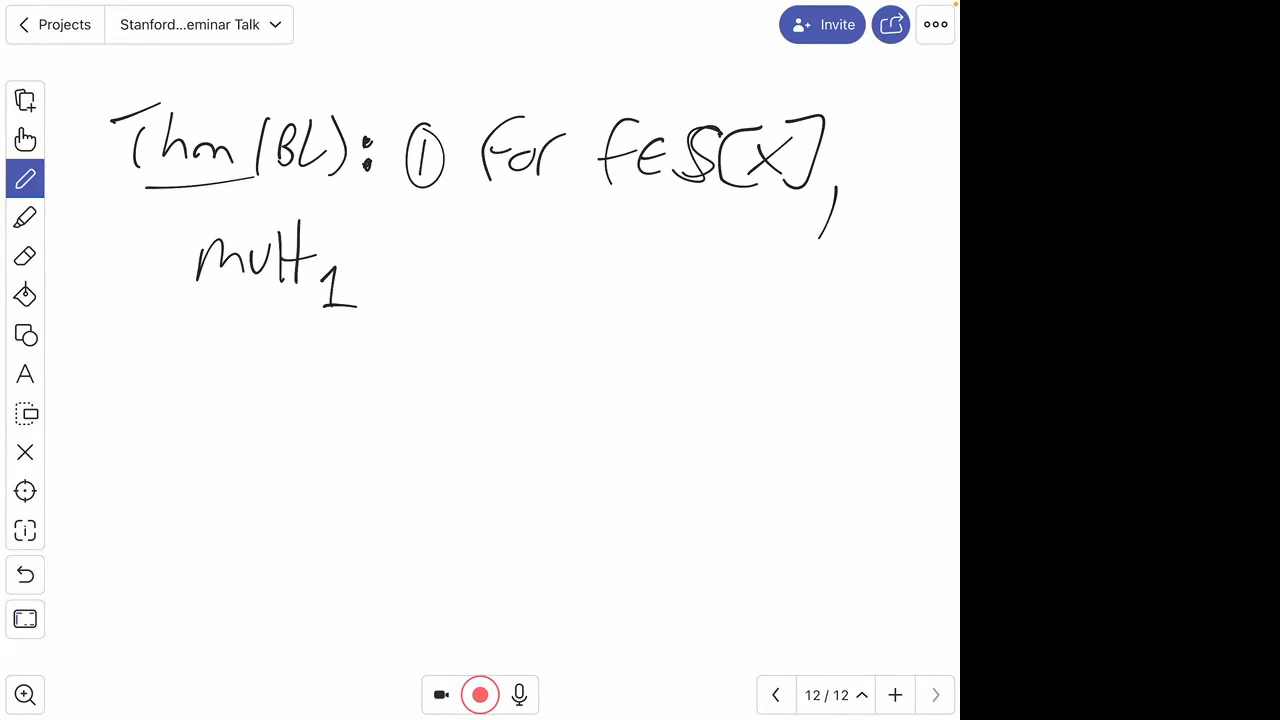 Projects
Stanford...eminar Talk
Invite
Thm (BL): ① For f∈S[X],
mult₁
A
12 / 12